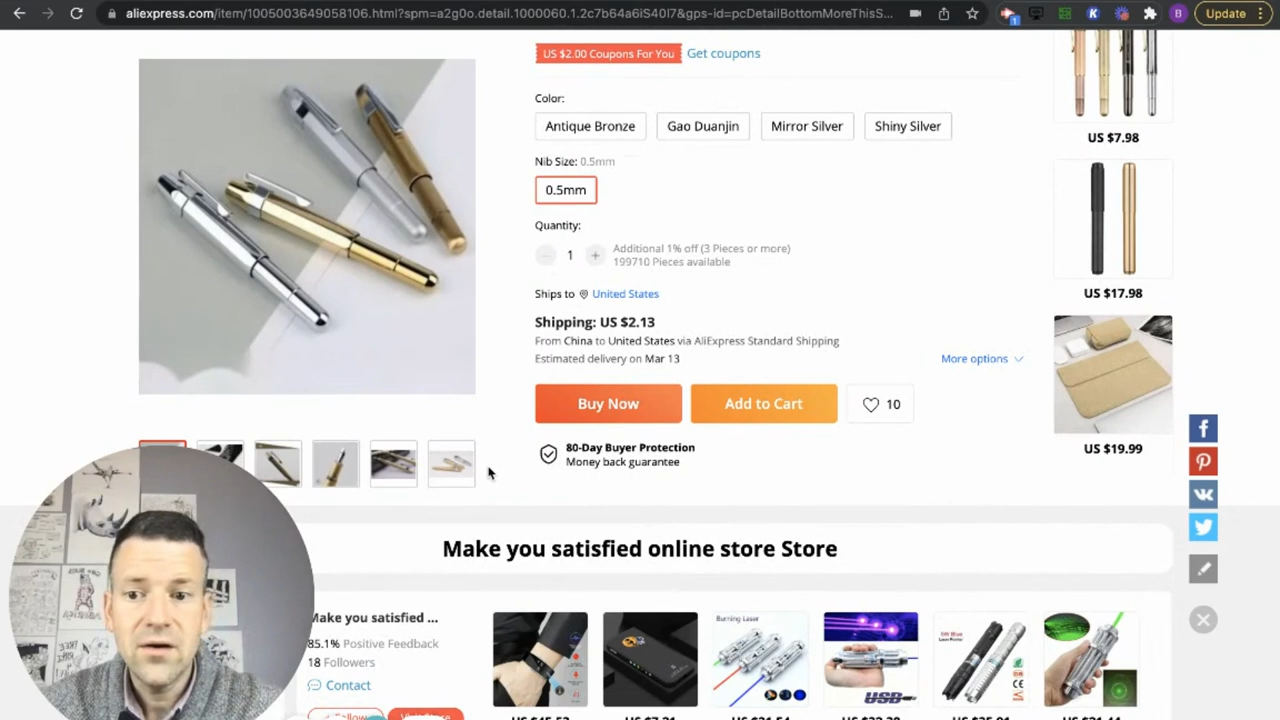 aliexpress.com/item/1005003649058106.html?spm=a2g0o.detail.1000060.1.2c7b64a6iS40I7&gps-id=pcDetailBottomMoreThisS...
1
K
B
Update
US $2.00 Coupons For You
Get coupons
Color:
Antique Bronze
Gao Duanjin
Mirror Silver
Shiny Silver
US $7.98
Nib Size: 0.5mm
0.5mm
Quantity:
1
Additional 1% off (3 Pieces or more)
199710 Pieces available
US $17.98
Ships to United States
Shipping: US $2.13
From China to United States via AliExpress Standard Shipping
Estimated delivery on Mar 13
More options
Buy Now
Add to Cart
10
80-Day Buyer Protection
Money back guarantee
US $19.99
Make you satisfied online store Store
Make you satisfied ...
85.1% Positive Feedback
18 Followers
Contact
Burning Laser
USB